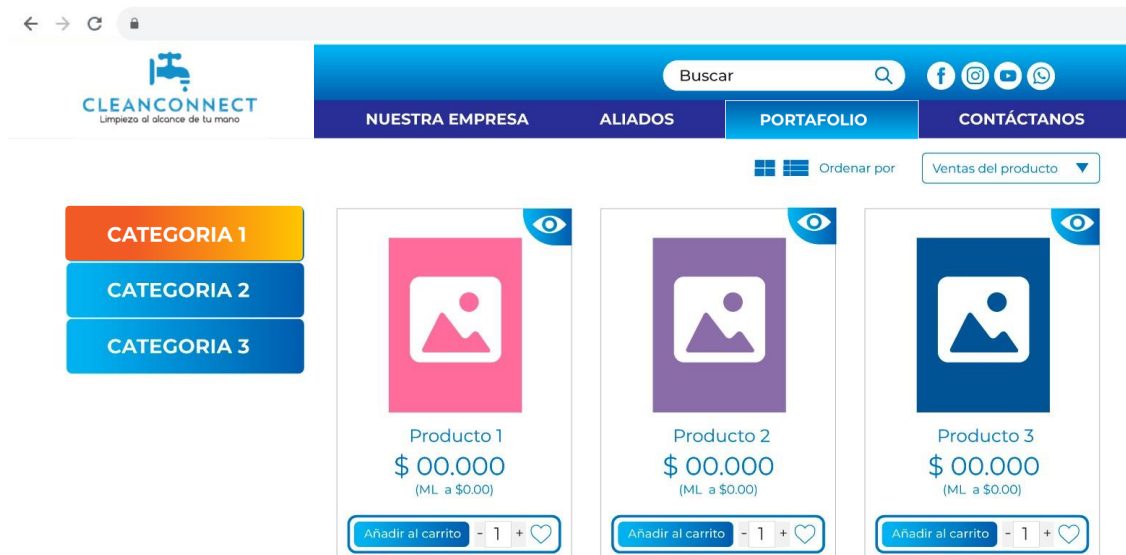 Buscar
CLEANCONNECT
Limpieza al alcance de tu mano
NUESTRA EMPRESA ALIADOS PORTAFOLIO CONTÁCTANOS
Ordenar por Ventas del producto
CATEGORIA 1
CATEGORIA 2
CATEGORIA 3
Producto 1 Producto 2 Producto 3
$ 00.000 $ 00.000 $ 00.000
(ML a $0.00) (ML a $0.00) (ML a $0.00)
Añadir al carrito - 1 + Añadir al carrito - 1 + Añadir al carrito - 1 +